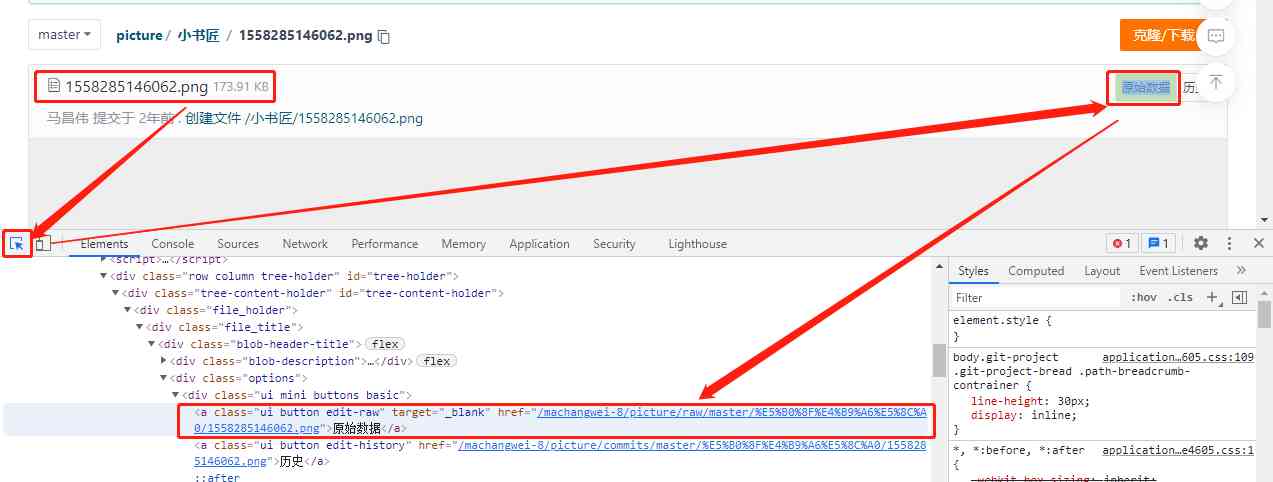 master
picture / 小书匠 / 1558285146062.png
克隆/下载
1558285146062.png 173.91 KB
原始数据
马昌伟 提交于 2年前 . 创建文件 /小书匠/1558285146062.png
Elements Console Sources Network Performance Memory Application Security Lighthouse
1 1
<script>…</script>
<div class="row column tree-holder" id="tree-holder">
<div class="tree-content-holder" id="tree-content-holder">
<div class="file_holder">
<div class="file_title">
<div class="blob-header-title"> flex
<div class="blob-description">…</div> flex
<div class="options">
<div class="ui mini buttons basic">
<a class="ui button edit-raw" target="_blank" href="/machangwei-8/picture/raw/master/%E5%B0%8F%E4%B9%A6%E5%8C%A
0/1558285146062.png">原始数据</a>
<a class="ui button edit-history" href="/machangwei-8/picture/commits/master/%E5%B0%8F%E4%B9%A6%E5%8C%A0/15582
85146062.png">历史</a>
::after
Styles Computed Layout Event Listeners »
Filter :hov .cls +
element.style {
}
body.git-project application…605.css:109
.git-project-bread .path-breadcrumb-
container {
line-height: 30px;
display: inline;
}
*, *:before, *:after application…e4605.css:1
{
-webkit-box-sizing: inherit;